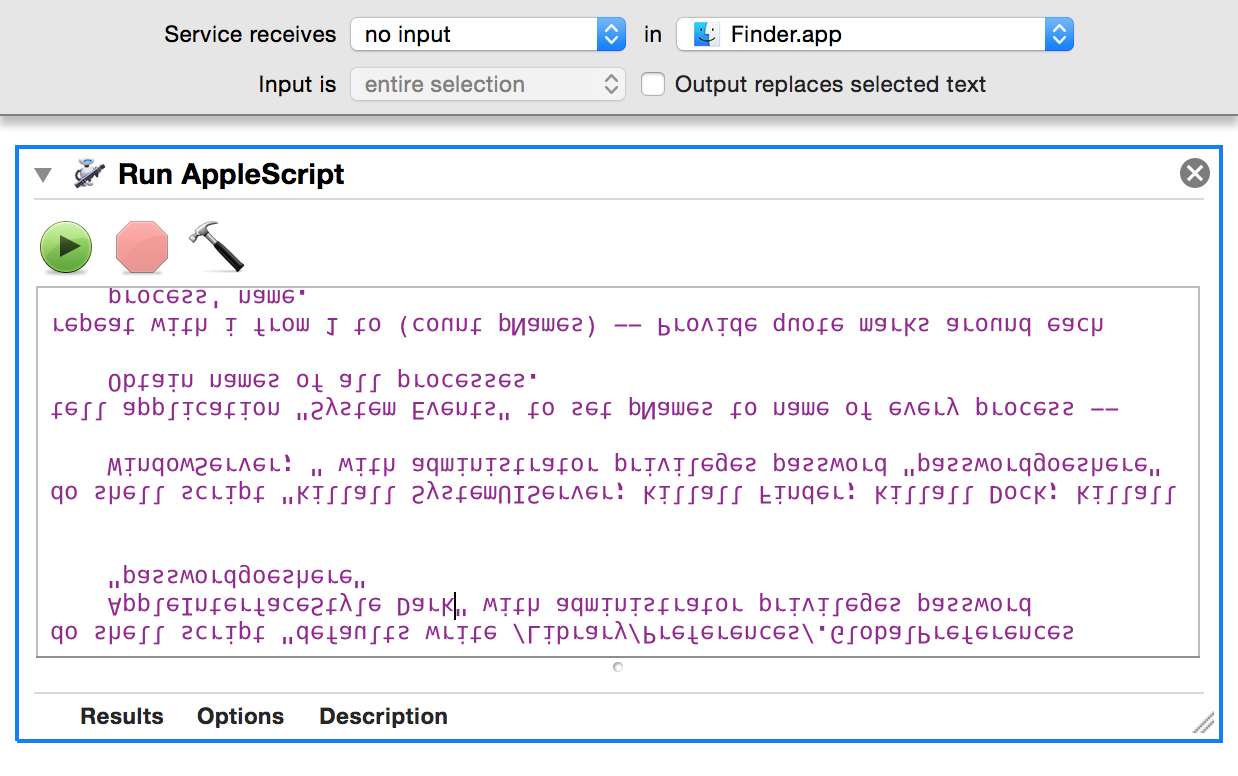 Service receives no input in Finder.app
Input is entire selection Output replaces selected text
Run AppleScript
do shell script "defaults write /Library/Preferences/.GlobalPreferences
AppleInterfaceStyle Dark" with administrator privileges password
"passwordgoeshere"
do shell script "killall SystemUIServer; killall Finder; killall Dock; killall
WindowServer; " with administrator privileges password "passwordgoeshere"
tell application "System Events" to set pNames to name of every process --
Obtain names of all processes.
repeat with i from 1 to (count pNames) -- Provide quote marks around each
process' name.
Results Options Description